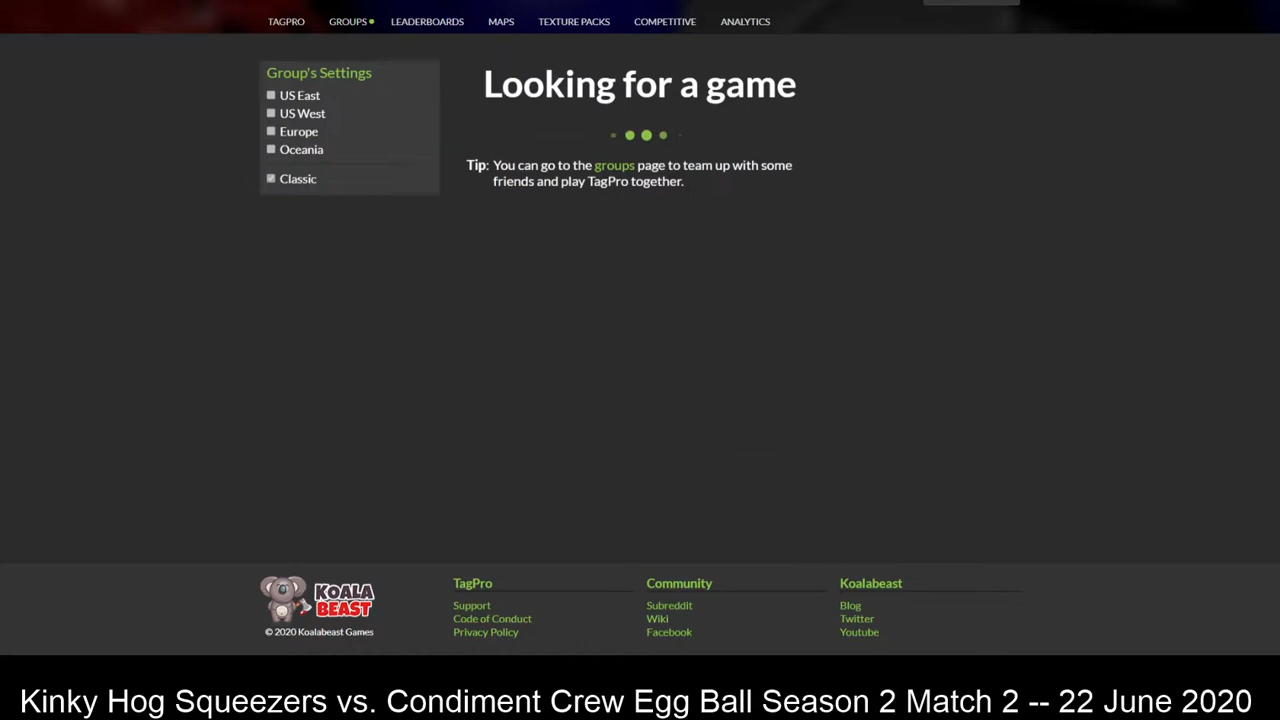 TAGPRO GROUPS LEADERBOARDS MAPS TEXTURE PACKS COMPETITIVE ANALYTICS
Group's Settings
US East
US West
Europe
Oceania
Classic
Looking for a game
Tip: You can go to the groups page to team up with some
friends and play TagPro together.
KOALA
BEAST
© 2020 Koalabeast Games
TagPro
Support
Code of Conduct
Privacy Policy
Community
Subreddit
Wiki
Facebook
Koalabeast
Blog
Twitter
Youtube
Kinky Hog Squeezers vs. Condiment Crew Egg Ball Season 2 Match 2 -- 22 June 2020